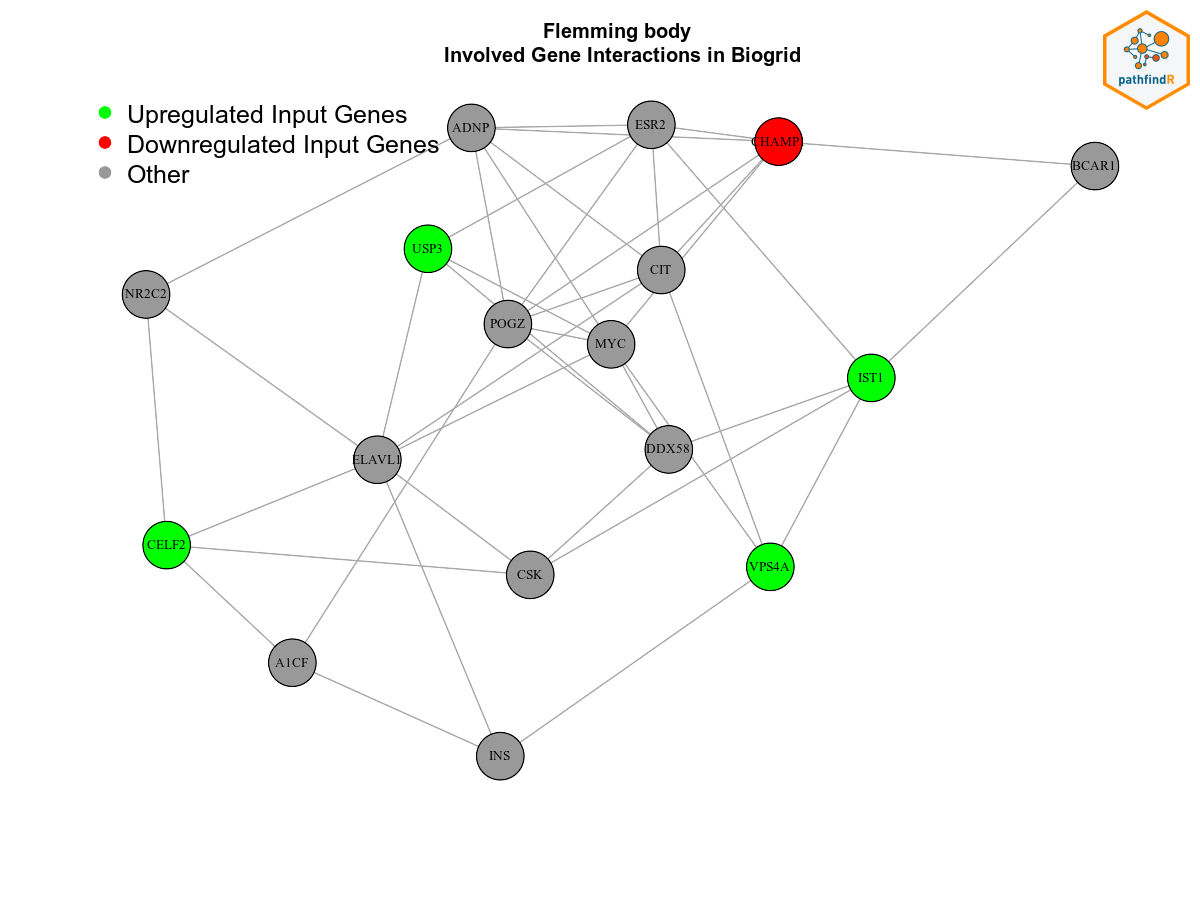 Flemming body
Involved Gene Interactions in Biogrid
pathfindR
Upregulated Input Genes
Downregulated Input Genes
Other
ADNP
ESR2
CHAMP1
BCAR1
USP3
CIT
NR2C2
POGZ
MYC
IST1
DDX58
ELAVL1
CELF2
CSK
VPS4A
A1CF
INS